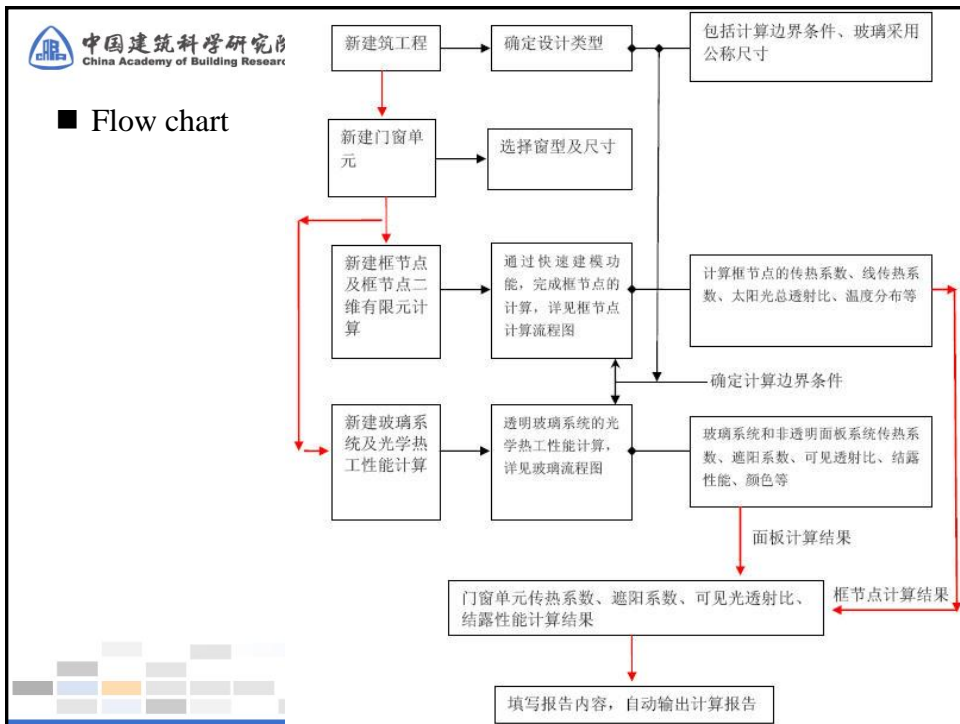 中国建筑科学研究院
China Academy of Building Researc
■ Flow chart
新建筑工程
确定设计类型
包括计算边界条件、玻璃采用
公称尺寸
新建门窗单
元
选择窗型及尺寸
新建框节点
及框节点二
维有限元计
算
通过快速建模功
能，完成框节点的
计算，详见框节点
计算流程图
计算框节点的传热系数、线传热系
数、太阳光总透射比、温度分布等
确定计算边界条件
新建玻璃系
统及光学热
工性能计算
透明玻璃系统的光
学热工性能计算，
详见玻璃流程图
玻璃系统和非透明面板系统传热系
数、遮阳系数、可见透射比、结露
性能、颜色等
面板计算结果
门窗单元传热系数、遮阳系数、可见光透射比、
结露性能计算结果
框节点计算结果
填写报告内容，自动输出计算报告